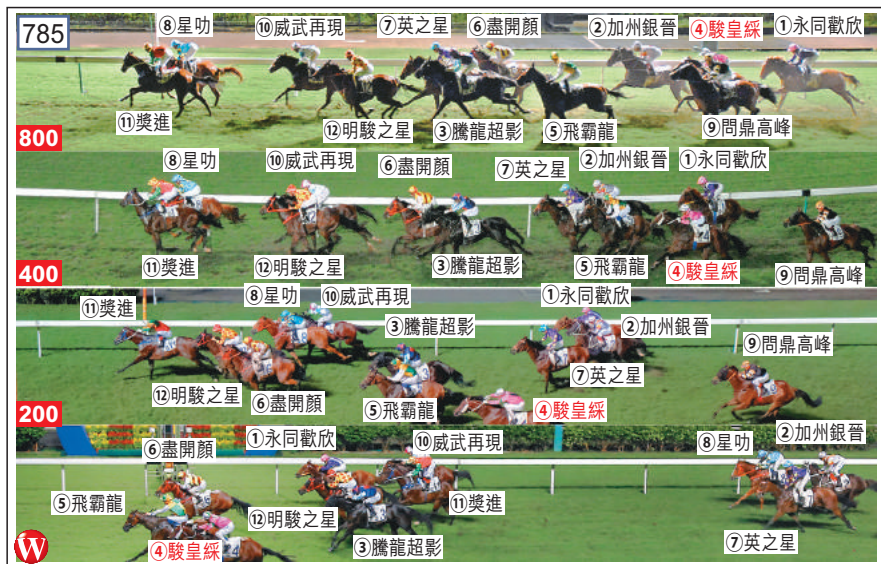 785
⑧星叻
⑩威武再現
⑦英之星
⑥盡開顏
②加州銀晉
④駿皇綵
①永同歡欣
⑪獎進
⑫明駿之星
③騰龍超影
⑤飛霸龍
⑨問鼎高峰
800
⑧星叻
⑩威武再現
⑥盡開顏
⑦英之星
②加州銀晉
①永同歡欣
⑪獎進
⑫明駿之星
③騰龍超影
⑤飛霸龍
④駿皇綵
⑨問鼎高峰
400
⑪獎進
⑧星叻
⑩威武再現
③騰龍超影
①永同歡欣
②加州銀晉
⑨問鼎高峰
⑫明駿之星
⑥盡開顏
⑤飛霸龍
④駿皇綵
⑦英之星
200
⑥盡開顏
①永同歡欣
⑩威武再現
⑧星叻
②加州銀晉
⑤飛霸龍
⑫明駿之星
⑪獎進
④駿皇綵
③騰龍超影
⑦英之星
W